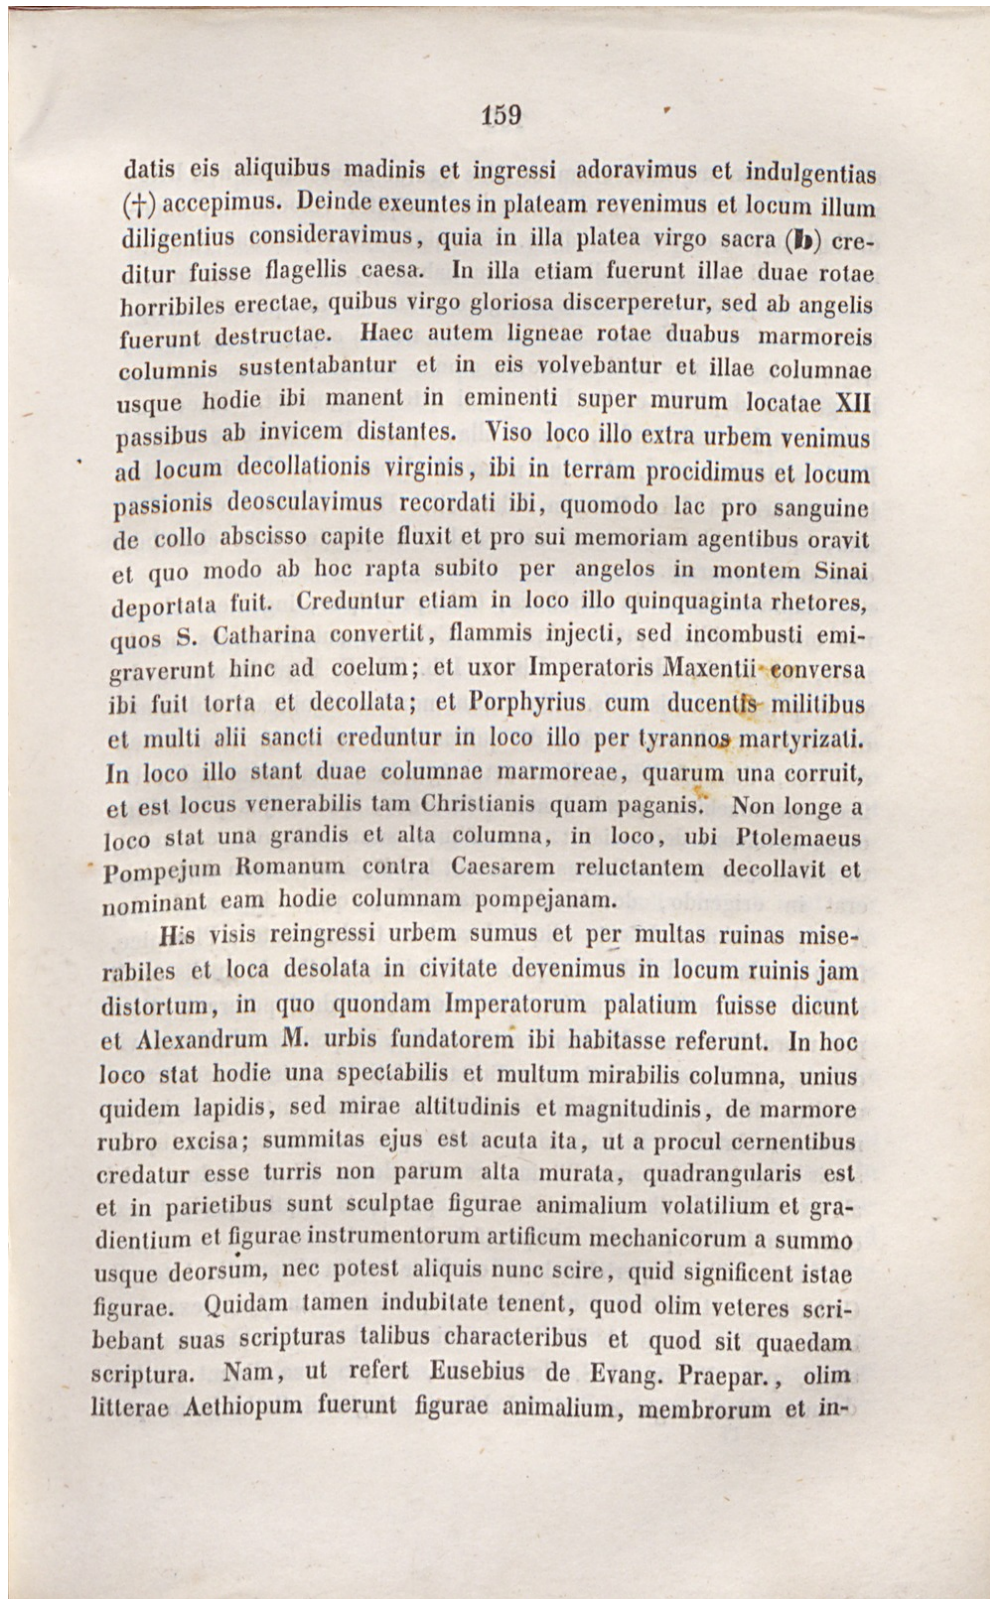 159
datis eis aliquibus madinis et ingressi adoravimus et indulgentias
(†) accepimus. Deinde exeuntes in plateam revenimus et locum illum
diligentius consideravimus, quia in illa platea virgo sacra (b) cre-
ditur fuisse flagellis caesa. In illa etiam fuerunt illae duae rotae
horribiles erectae, quibus virgo gloriosa discerperetur, sed ab angelis
fuerunt destructae. Haec autem ligneae rotae duabus marmoreis
columnis sustentabantur et in eis volvebantur et illae columnae
usque hodie ibi manent in eminenti super murum locatae XII
passibus ab invicem distantes. Viso loco illo extra urbem venimus
ad locum decollationis virginis, ibi in terram procidimus et locum
passionis deosculavimus recordati ibi, quomodo lac pro sanguine
de collo abscisso capite fluxit et pro sui memoriam agentibus oravit
et quo modo ab hoc rapta subito per angelos in montem Sinai
deportata fuit. Creduntur etiam in loco illo quinquaginta rhetores,
quos S. Catharina convertit, flammis injecti, sed incombusti emi-
graverunt hinc ad coelum; et uxor Imperatoris Maxentii conversa
ibi fuit torta et decollata; et Porphyrius cum ducentis militibus
et multi alii sancti creduntur in loco illo per tyrannos martyrizati.
In loco illo stant duae columnae marmoreae, quarum una corruit,
et est locus venerabilis tam Christianis quam paganis. Non longe a
loco stat una grandis et alta columna, in loco, ubi Ptolemaeus
Pompejum Romanum contra Caesarem reluctantem decollavit et
nominant eam hodie columnam pompejanam.
His visis reingressi urbem sumus et per multas ruinas mise-
rabiles et loca desolata in civitate devenimus in locum ruinis jam
distortum, in quo quondam Imperatorum palatium fuisse dicunt
et Alexandrum M. urbis fundatorem ibi habitasse referunt. In hoc
loco stat hodie una spectabilis et multum mirabilis columna, unius
quidem lapidis, sed mirae altitudinis et magnitudinis, de marmore
rubro excisa; summitas ejus est acuta ita, ut a procul cernentibus
credatur esse turris non parum alta murata, quadrangularis est
et in parietibus sunt sculptae figurae animalium volatilium et gra-
dientium et figurae instrumentorum artificum mechanicorum a summo
usque deorsum, nec potest aliquis nunc scire, quid significent istae
figurae. Quidam tamen indubitate tenent, quod olim veteres scri-
bebant suas scripturas talibus characteribus et quod sit quaedam
scriptura. Nam, ut refert Eusebius de Evang. Praepar., olim
litterae Aethiopum fuerunt figurae animalium, membrorum et in-